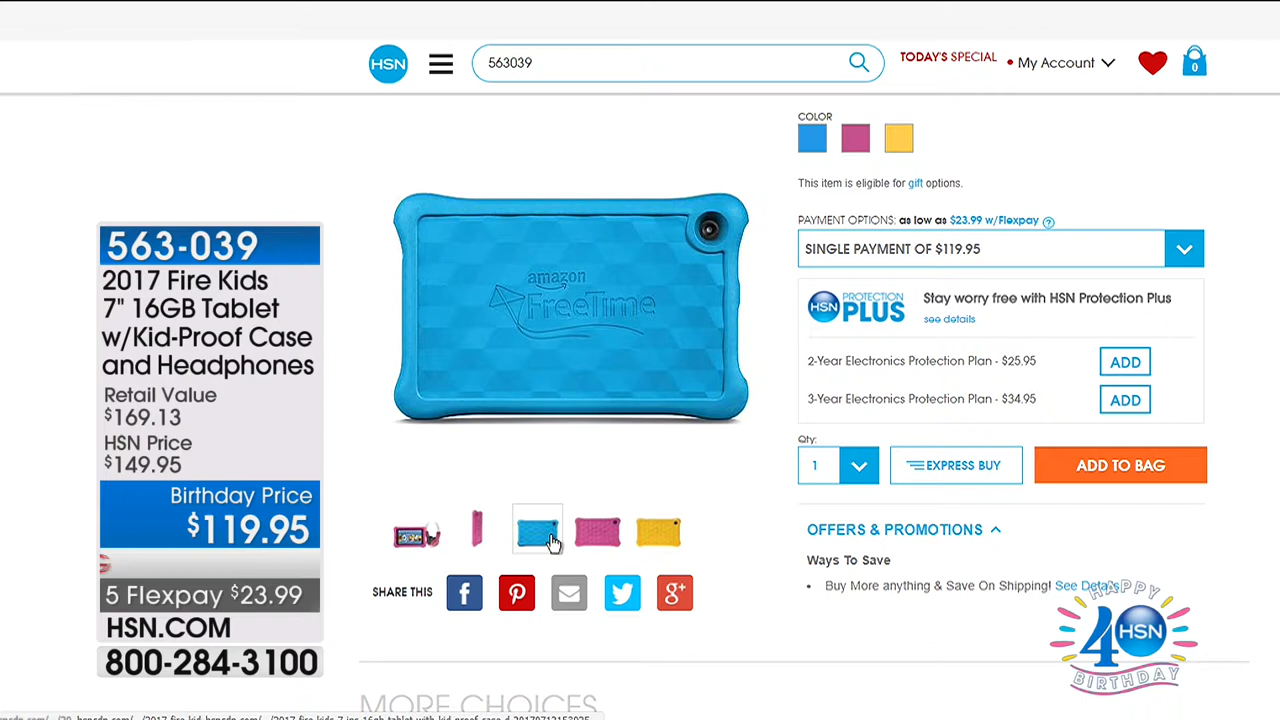 HSN
563039
TODAY'S SPECIAL
My Account
0
COLOR
This item is eligible for gift options.
PAYMENT OPTIONS: as low as $23.99 w/Flexpay ?
SINGLE PAYMENT OF $119.95
HSN PROTECTION PLUS
Stay worry free with HSN Protection Plus
see details
2-Year Electronics Protection Plan - $25.95
ADD
3-Year Electronics Protection Plan - $34.95
ADD
Qty:
1
EXPRESS BUY
ADD TO BAG
OFFERS & PROMOTIONS
Ways To Save
Buy More anything & Save On Shipping! See Details
amazon
FreeTime
SHARE THIS
MORE CHOICES
563-039
2017 Fire Kids
7" 16GB Tablet
w/Kid-Proof Case
and Headphones
Retail Value
$169.13
HSN Price
$149.95
Birthday Price
$119.95
5 Flexpay $23.99
HSN.COM
800-284-3100
HAPPY
40 HSN
BIRTHDAY